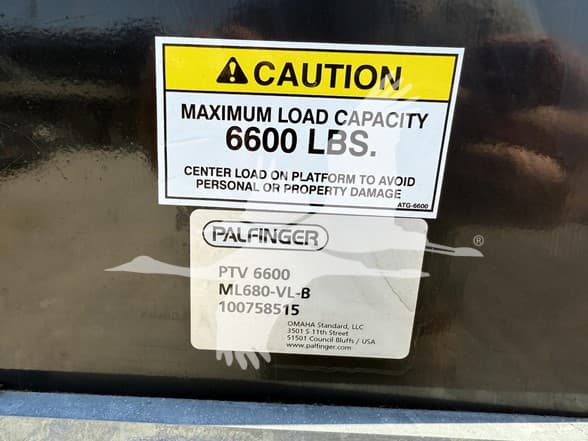 CAUTION
MAXIMUM LOAD CAPACITY
6600 LBS.
CENTER LOAD ON PLATFORM TO AVOID
PERSONAL OR PROPERTY DAMAGE
ATG-6600
PALFINGER
PTV 6600
ML680-VL-B
100758515
OMAHA Standard, LLC
3501 S 11th Street
51501 Council Bluffs / USA
www.palfinger.com
®